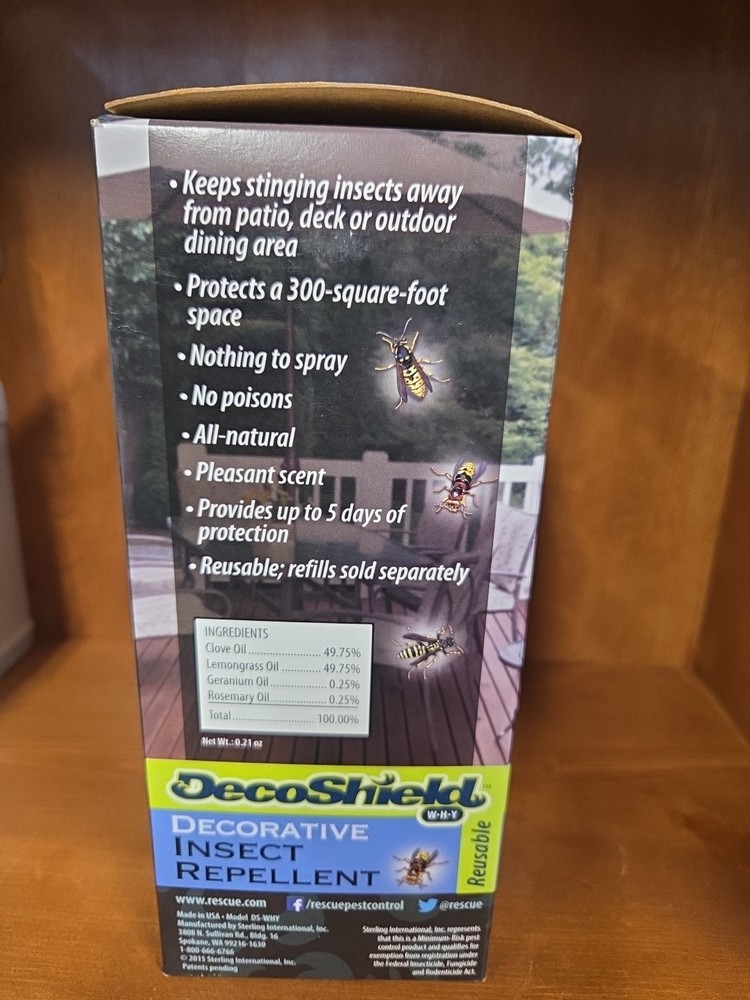 • Keeps stinging insects away
from patio, deck or outdoor
dining area
• Protects a 300-square-foot
space
• Nothing to spray
• No poisons
• All-natural
• Pleasant scent
• Provides up to 5 days of
protection
• Reusable; refills sold separately
INGREDIENTS
Clove Oil.......................49.75%
Lemongrass Oil............49.75%
Geranium Oil................0.25%
Rosemary Oil................0.25%
Total..........................100.00%
Net Wt.: 0.21 oz
DecoShield™
W•H•Y
DECORATIVE
INSECT
REPELLENT
Reusable
www.rescue.com /rescuepestcontrol @rescue
Made in USA • Model DS-WHY
Manufactured by Sterling International, Inc.
3808 N. Sullivan Rd., Bldg. 16
Spokane, WA 99216-1630
1-800-666-6766
© 2015 Sterling International, Inc.
Patents pending
Sterling International, Inc. represents
that this is a Minimum-Risk pest
control product and qualifies for
exemption from registration under
the Federal Insecticide, Fungicide
and Rodenticide Act.